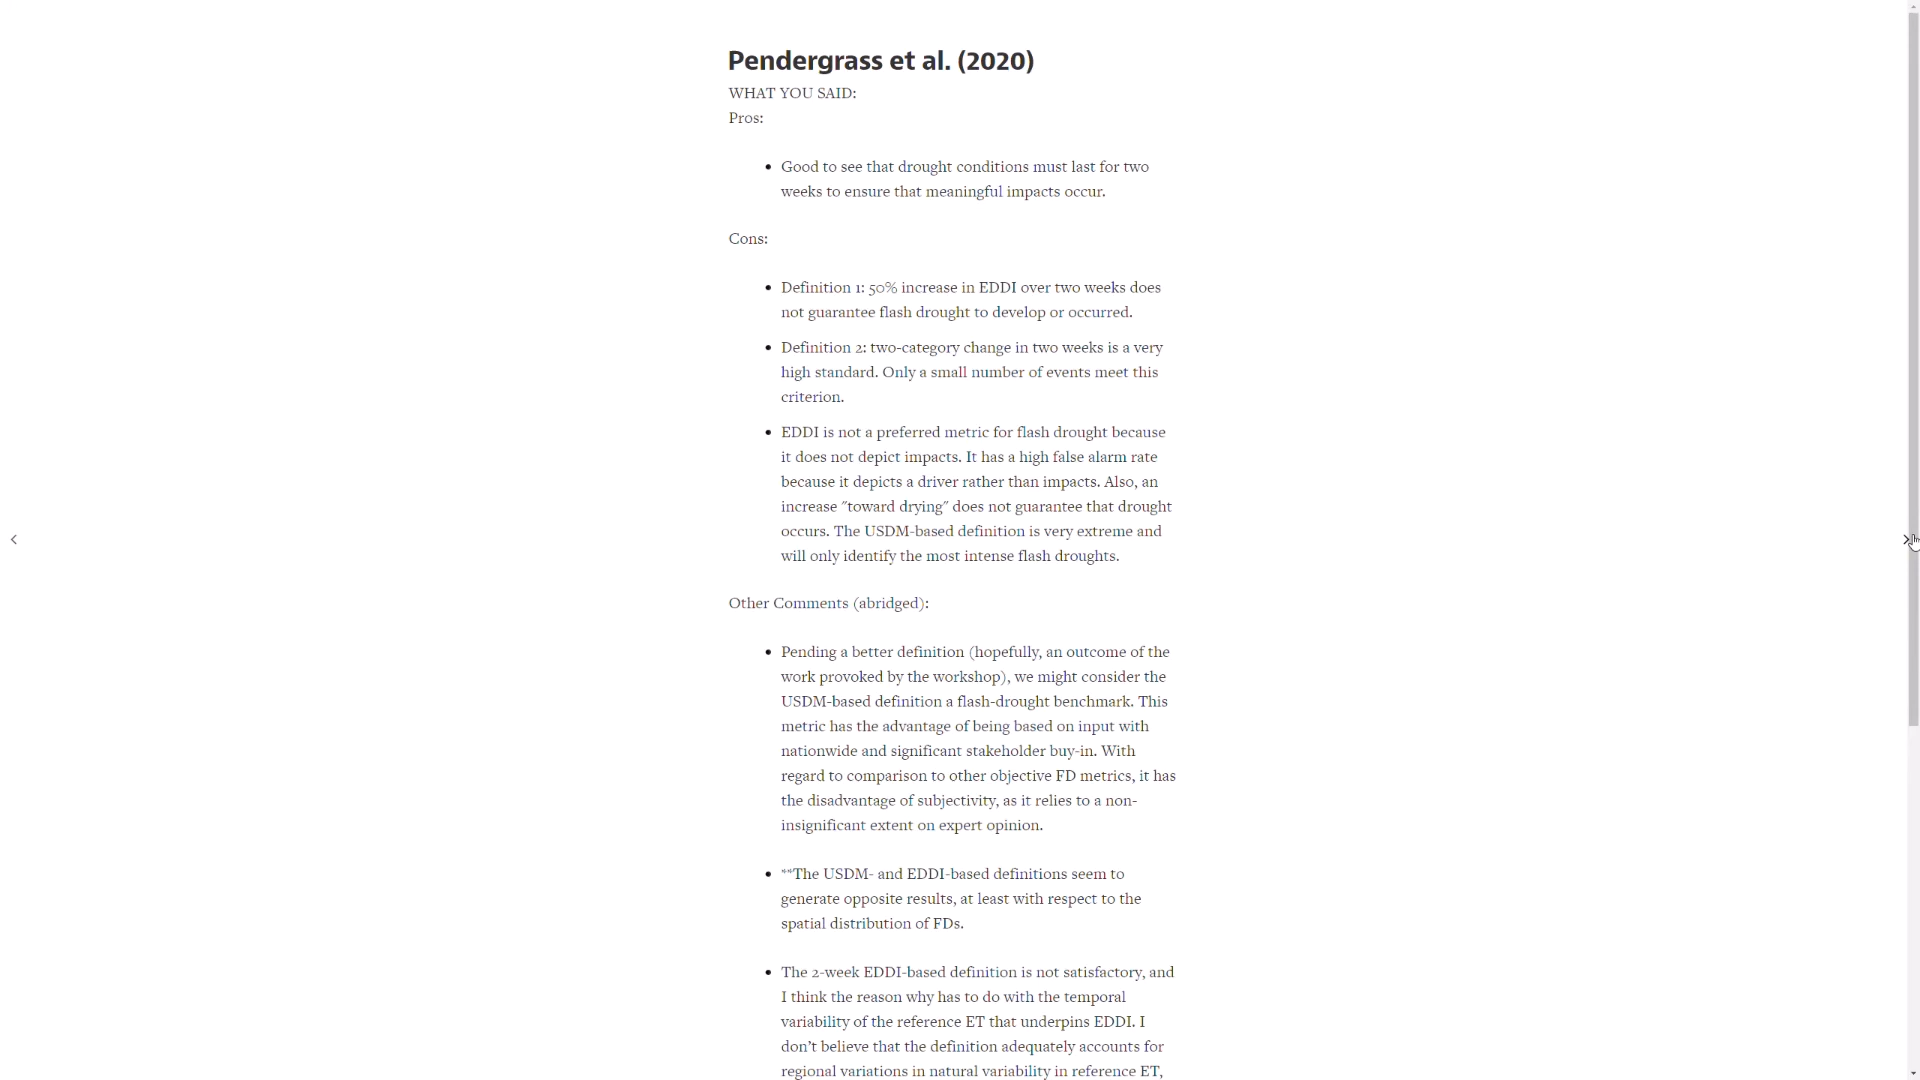 Pendergrass et al. (2020)
WHAT YOU SAID:
Pros:
• Good to see that drought conditions must last for two
weeks to ensure that meaningful impacts occur.
Cons:
• Definition 1: 50% increase in EDDI over two weeks does
not guarantee flash drought to develop or occurred.
• Definition 2: two-category change in two weeks is a very
high standard. Only a small number of events meet this
criterion.
• EDDI is not a preferred metric for flash drought because
it does not depict impacts. It has a high false alarm rate
because it depicts a driver rather than impacts. Also, an
increase "toward drying" does not guarantee that drought
occurs. The USDM-based definition is very extreme and
will only identify the most intense flash droughts.
Other Comments (abridged):
• Pending a better definition (hopefully, an outcome of the
work provoked by the workshop), we might consider the
USDM-based definition a flash-drought benchmark. This
metric has the advantage of being based on input with
nationwide and significant stakeholder buy-in. With
regard to comparison to other objective FD metrics, it has
the disadvantage of subjectivity, as it relies to a non-
insignificant extent on expert opinion.
• **The USDM- and EDDI-based definitions seem to
generate opposite results, at least with respect to the
spatial distribution of FDs.
• The 2-week EDDI-based definition is not satisfactory, and
I think the reason why has to do with the temporal
variability of the reference ET that underpins EDDI. I
don't believe that the definition adequately accounts for
regional variations in natural variability in reference ET,